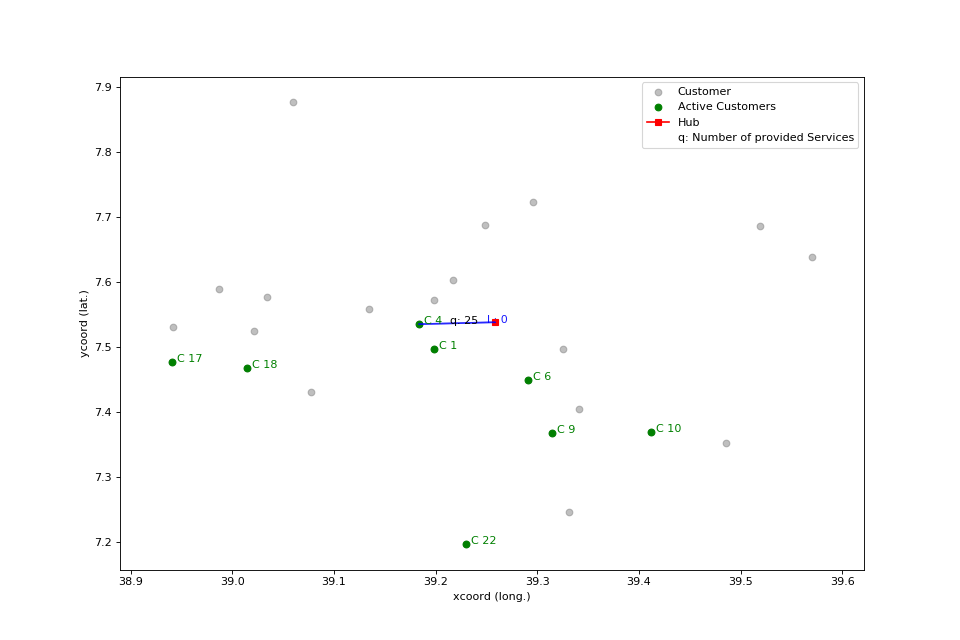 7.9
7.8
7.7
7.6
7.5
7.4
7.3
7.2
ycoord (lat.)
Customer
Active Customers
Hub
q: Number of provided Services
C 4
q: 25
0
C 1
C 17
C 18
C 6
C 9
C 10
C 22
38.9 39.0 39.1 39.2 39.3 39.4 39.5 39.6
xcoord (long.)